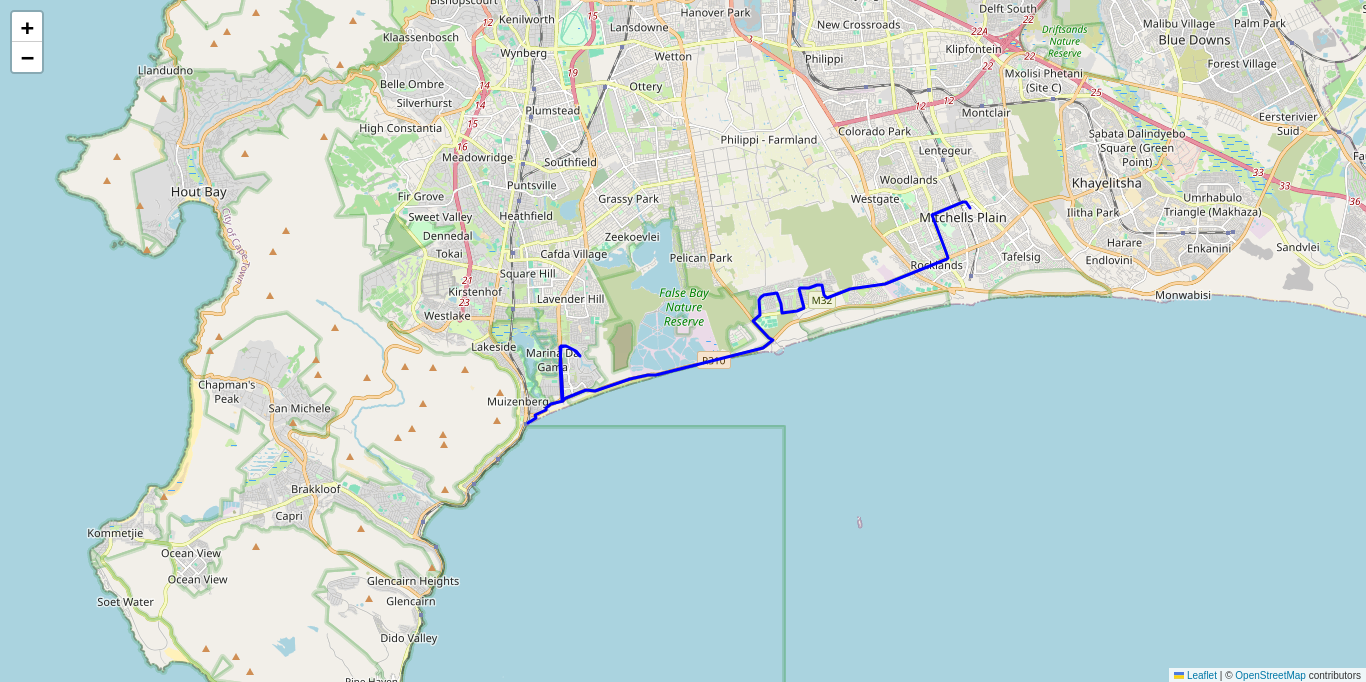 +
−
Bishopscourt
Kenilworth
15
Hanover Park
Delft South
Klaassenbosch
12
Lansdowne
New Crossroads
22A
Driftsands
Nature
Reserve
Malibu Village
Palm Park
Blue Downs
Wynberg
3
Klipfontein
Wetton
Philippi
22
22
Forest Village
Llandudno
19
Mxolisi Phetani
(Site C)
Belle Ombre
14
Ottery
25
Silverhurst
14
12
12
Plumstead
Montclair
Eersterivier
Suid
High Constantia
15
Colorado Park
Sabata Dalindyebo
Square (Green
Point)
16
Philippi - Farmland
Lentegeur
Meadowridge
Southfield
33
Woodlands
Khayelitsha
33
Hout Bay
Puntsville
Fir Grove
Grassy Park
Westgate
Umrhabulo
Triangle (Makhaza)
36
City of Cape Town
Sweet Valley
Heathfield
Mitchells Plain
Ilitha Park
Dennedal
Zeekoevlei
Harare
Enkanini
Sandvlei
Tokai
Cafda Village
Pelican Park
Tafelsig
Endlovini
Square Hill
Rocklands
21
23
Kirstenhof
Lavender Hill
False Bay
Nature
Reserve
M32
Monwabisi
Westlake
Lakeside
Marina Da
Gama
R310
Chapman's
Peak
Muizenberg
San Michele
Brakkloof
Capri
Kommetjie
Ocean View
Ocean View
Glencairn Heights
Soet Water
Glencairn
Dido Valley
Pine Haven
Leaflet | © OpenStreetMap contributors